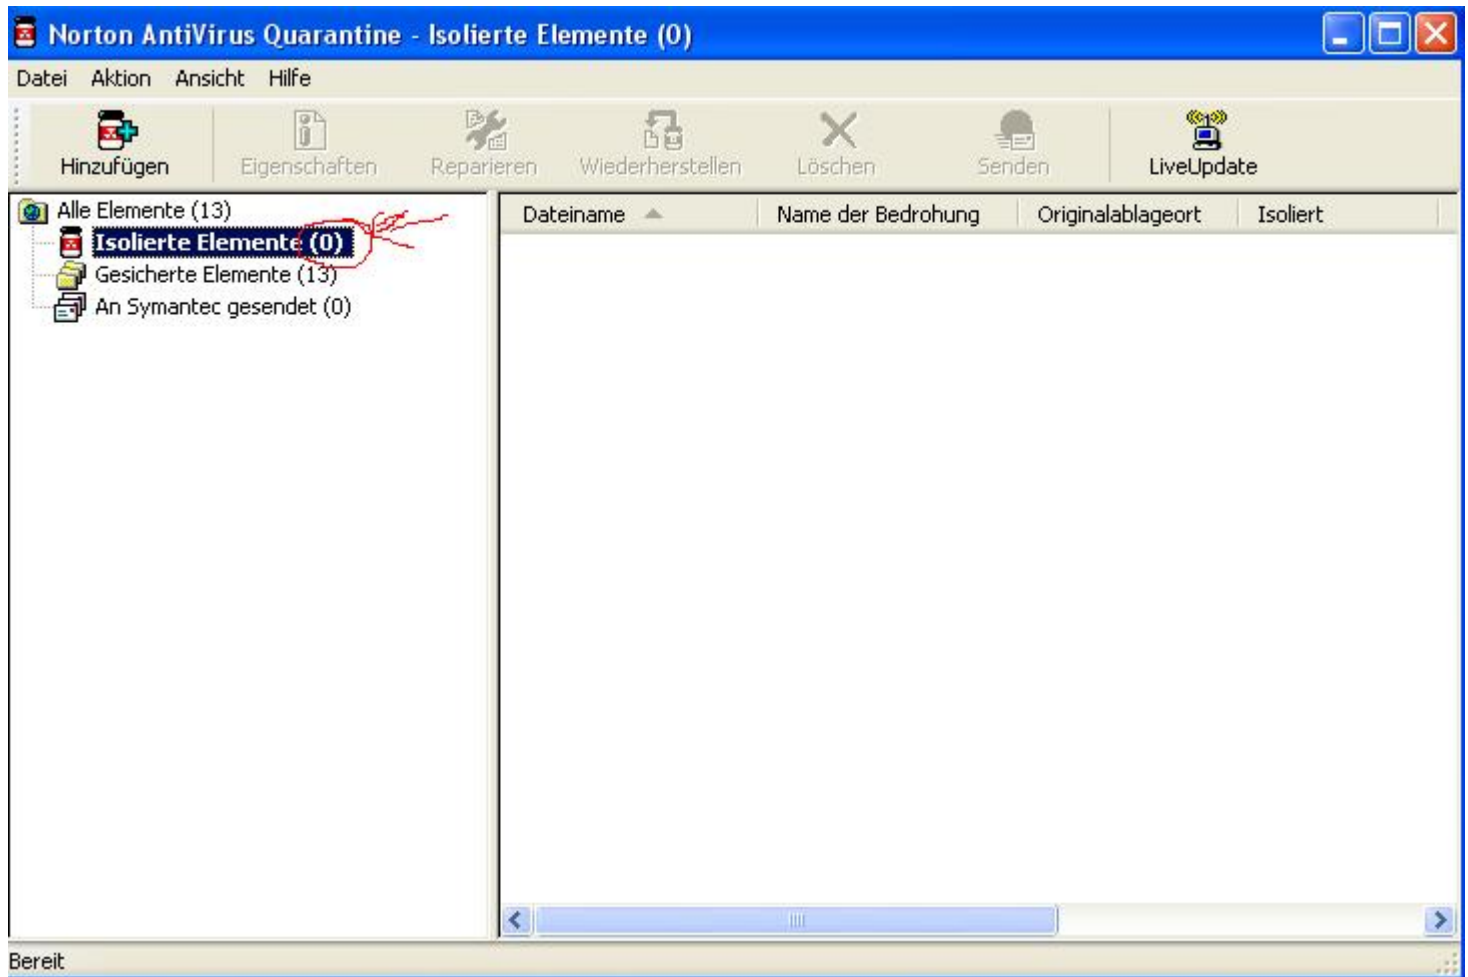 Norton AntiVirus Quarantine - Isolierte Elemente (0)
Datei Aktion Ansicht Hilfe
Hinzufügen Eigenschaften Reparieren Wiederherstellen Löschen Senden LiveUpdate
Alle Elemente (13)
Isolierte Elemente (0)
Gesicherte Elemente (13)
An Symantec gesendet (0)
Dateiname Name der Bedrohung Originalablageort Isoliert
Bereit